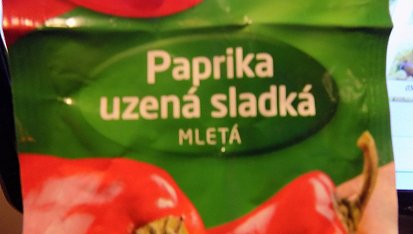 Paprika
uzená sladká
MLETÁ